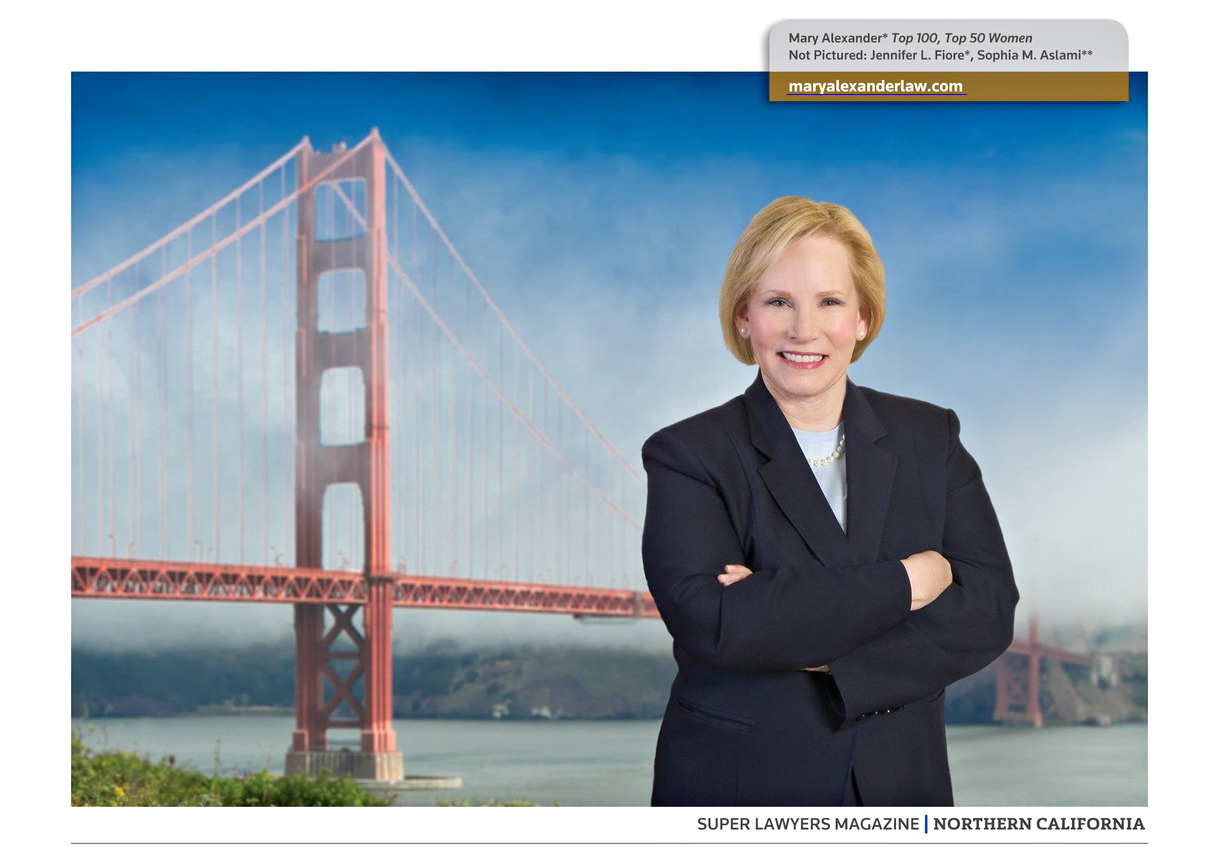 Mary Alexander* Top 100, Top 50 Women
Not Pictured: Jennifer L. Fiore*, Sophia M. Aslami**
maryalexanderlaw.com
SUPER LAWYERS MAGAZINE | NORTHERN CALIFORNIA